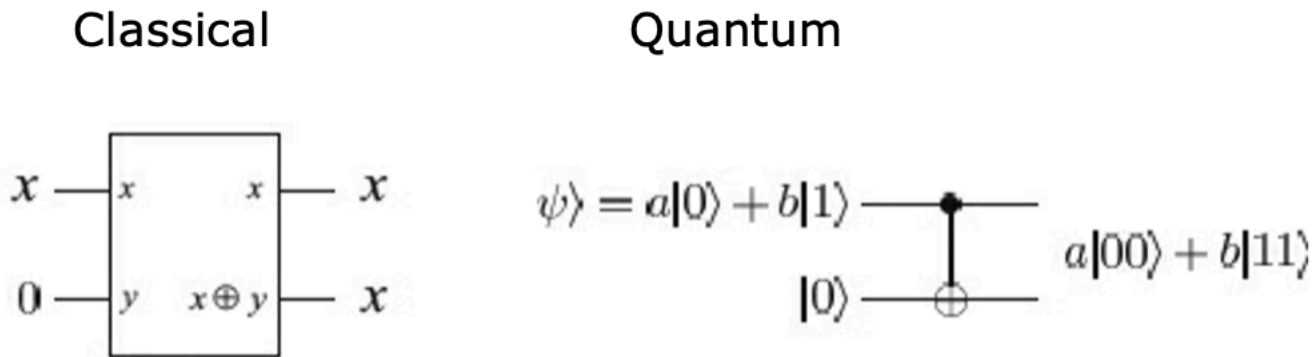 Classical
Quantum
x x x x
0 y x ⊕ y x
ψ⟩ = a|0⟩ + b|1⟩
|0⟩
a|00⟩ + b|11⟩